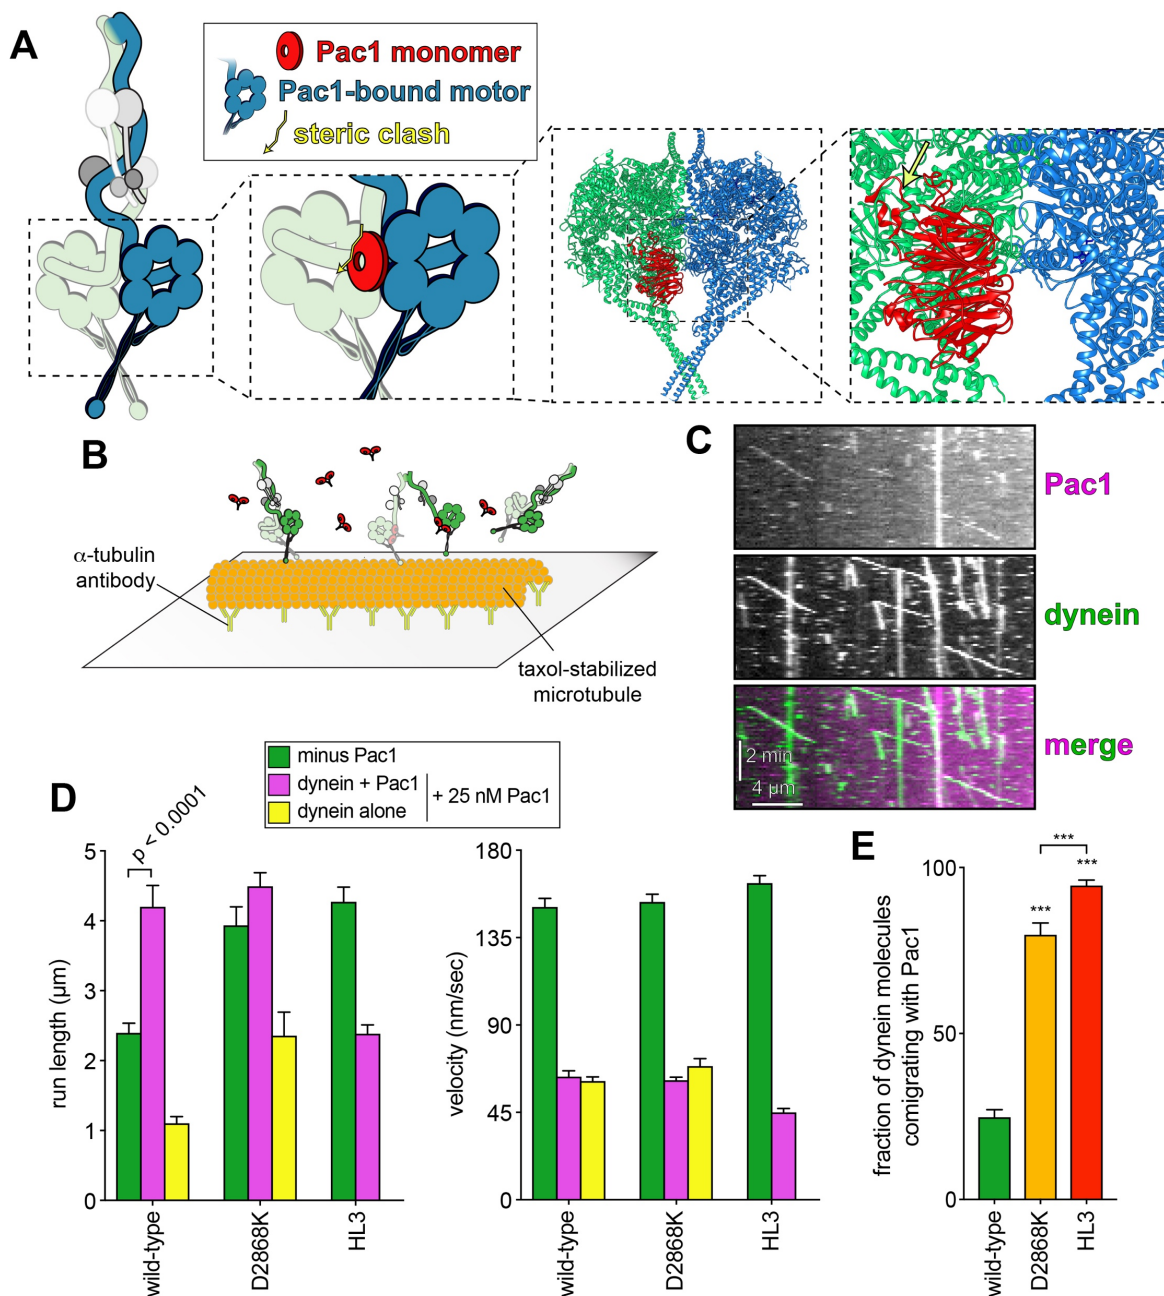 A
Pac1 monomer
Pac1-bound motor
steric clash
B
α-tubulin
antibody
taxol-stabilized
microtubule
C
Pac1
dynein
merge
2 min
4 µm
minus Pac1
dynein + Pac1
dynein alone
+ 25 nM Pac1
D
p < 0.0001
run length (µm)
5
4
3
2
1
0
wild-type
D2868K
HL3
velocity (nm/sec)
180
135
90
45
0
wild-type
D2868K
HL3
E
fraction of dynein molecules
comigrating with Pac1
100
50
0
***
***
***
wild-type
D2868K
HL3